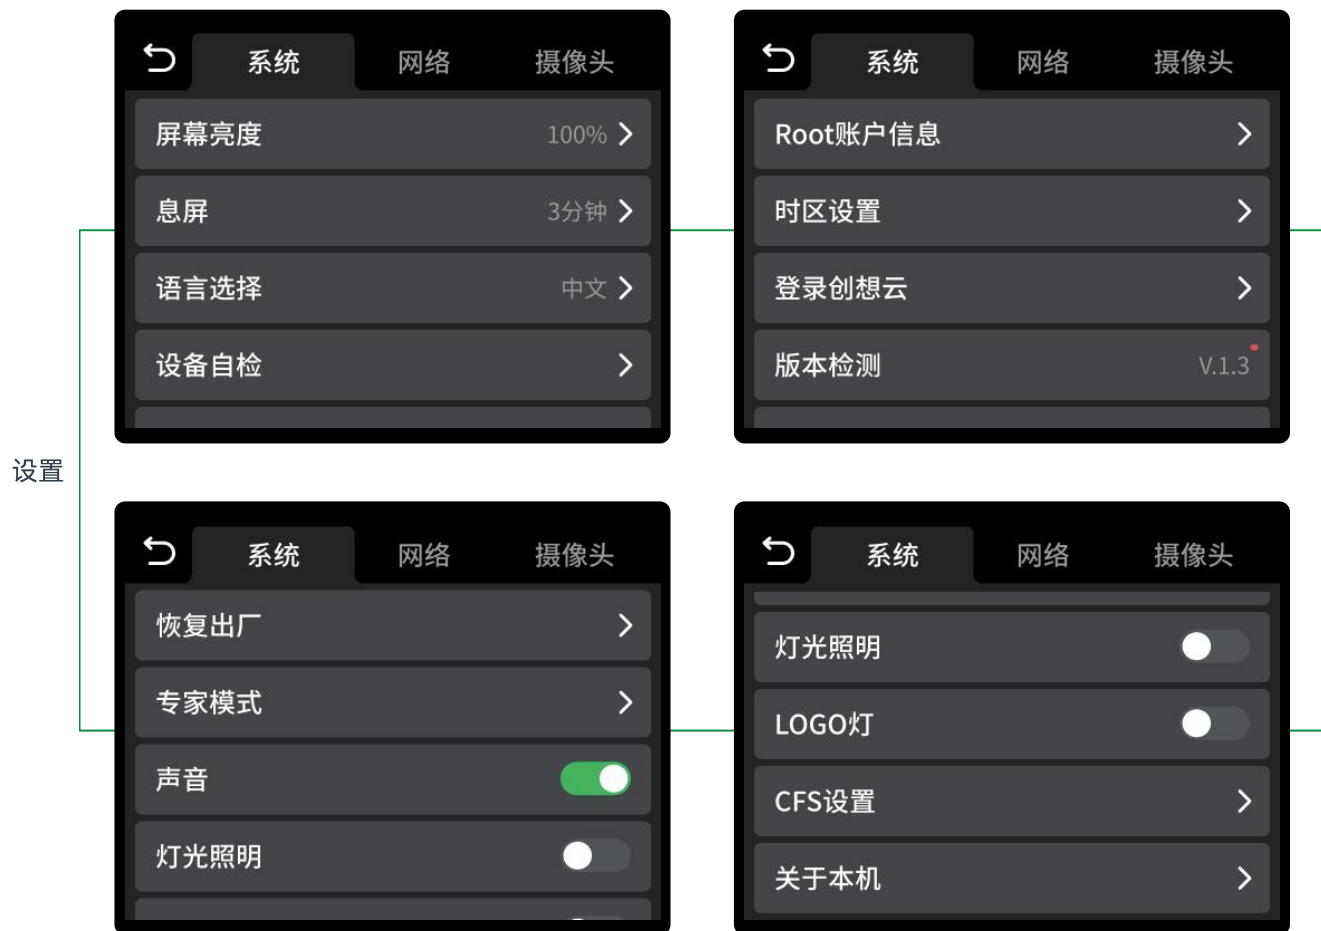 系统 网络 摄像头
屏幕亮度 100%
息屏 3分钟
语言选择 中文
设备自检
系统 网络 摄像头
Root账户信息
时区设置
登录创想云
版本检测 V.1.3
设置
系统 网络 摄像头
恢复出厂
专家模式
声音
灯光照明
系统 网络 摄像头
灯光照明
LOGO灯
CFS设置
关于本机